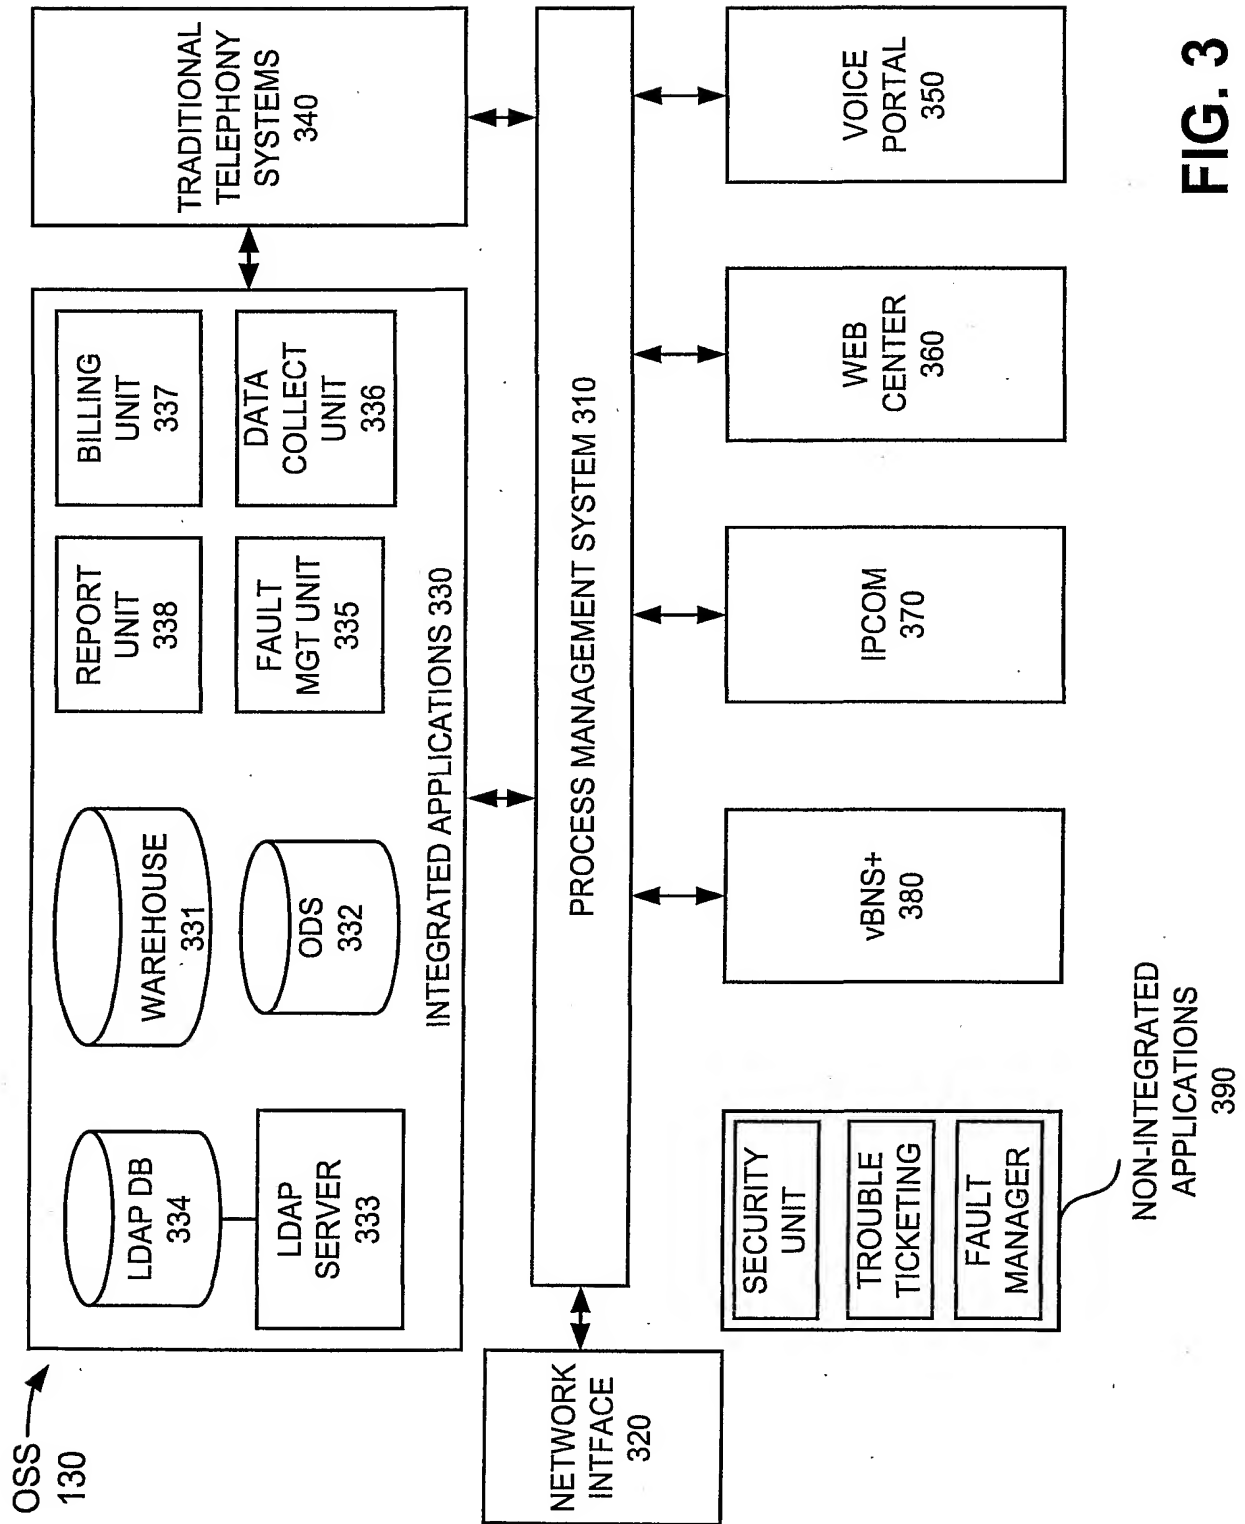 OSS
130
LDAP DB
334
LDAP
SERVER
333
WAREHOUSE
331
ODS
332
REPORT
UNIT
338
FAULT
MGT UNIT
335
BILLING
UNIT
337
DATA
COLLECT
UNIT
336
INTEGRATED APPLICATIONS 330
TRADITIONAL
TELEPHONY
SYSTEMS
340
NETWORK
INTFACE
320
PROCESS MANAGEMENT SYSTEM 310
SECURITY
UNIT
TROUBLE
TICKETING
FAULT
MANAGER
NON-INTEGRATED
APPLICATIONS
390
vBNS+
380
IPCOM
370
WEB
CENTER
360
VOICE
PORTAL
350
FIG. 3